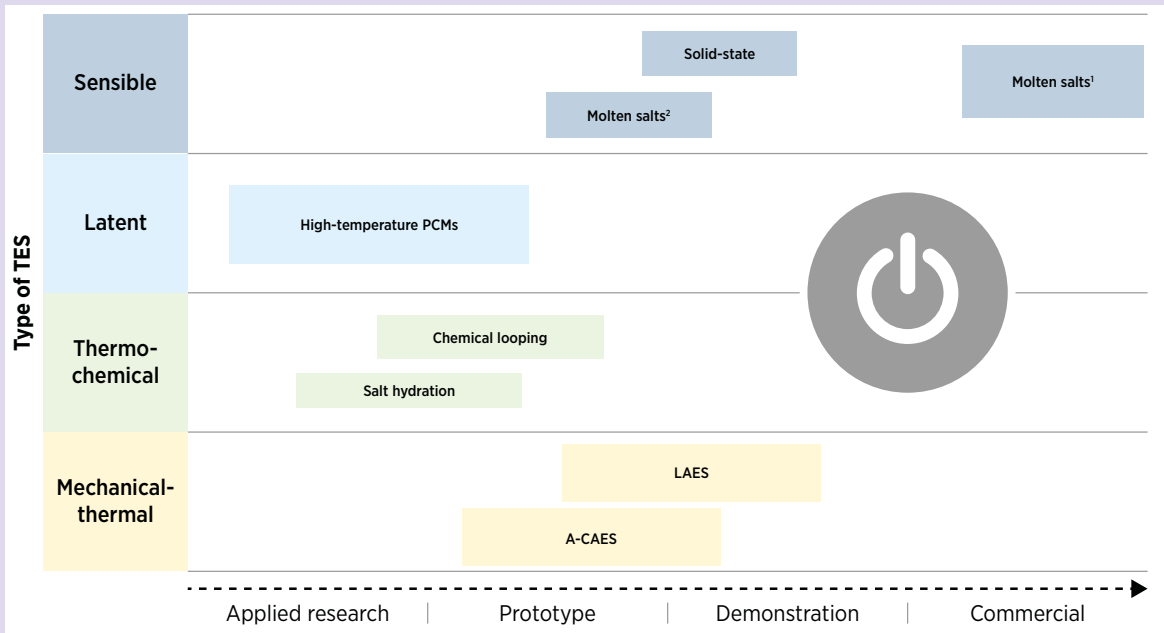 Type of TES
Sensible
Solid-state
Molten salts²
Molten salts¹
Latent
High-temperature PCMs
Thermo-
chemical
Chemical looping
Salt hydration
Mechanical-
thermal
LAES
A-CAES
Applied research | Prototype | Demonstration | Commercial